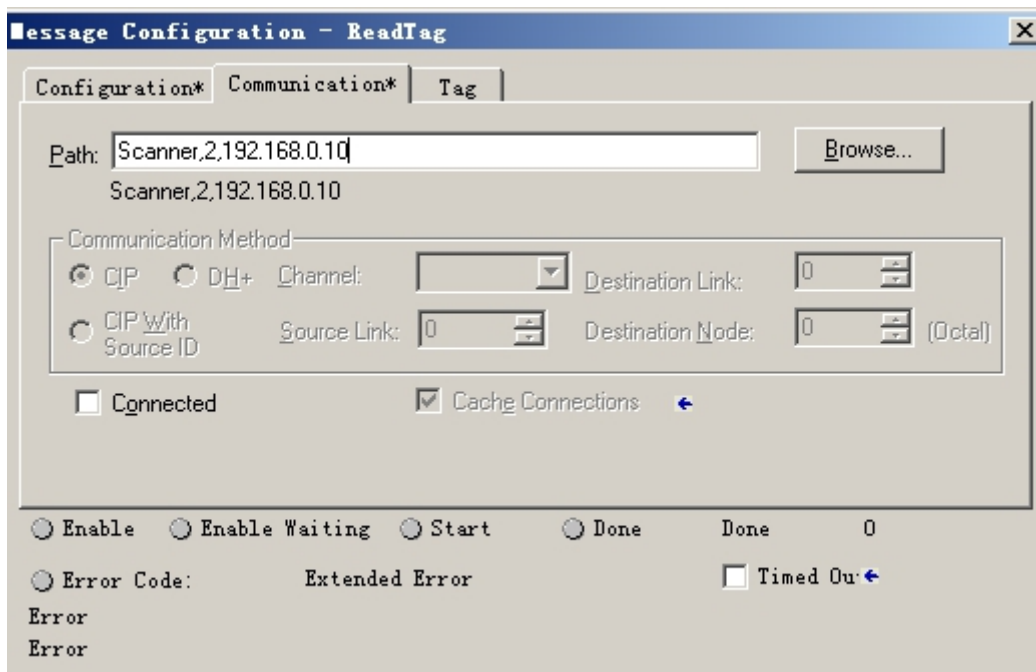 Message Configuration - ReadTag
Configuration* Communication* Tag
Path: Scanner,2,192.168.0.10 Browse...
Scanner,2,192.168.0.10
Communication Method
CIP DH+ Channel: Destination Link: 0
CIP With
Source ID
Source Link: 0 Destination Node: 0 (Octal)
Connected Cache Connections
Enable Enable Waiting Start Done Done 0
Error Code: Extended Error Timed Ou
Error
Error